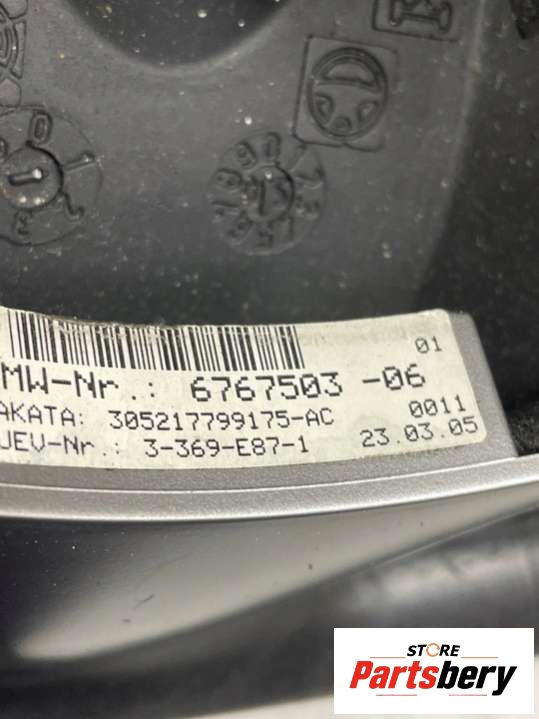 01
MW-Nr.: 6767503 -06
AKATA: 305217799175-AC 0011
UEV-Nr.: 3-369-E87-1 23.03.05
STORE
Partsbery